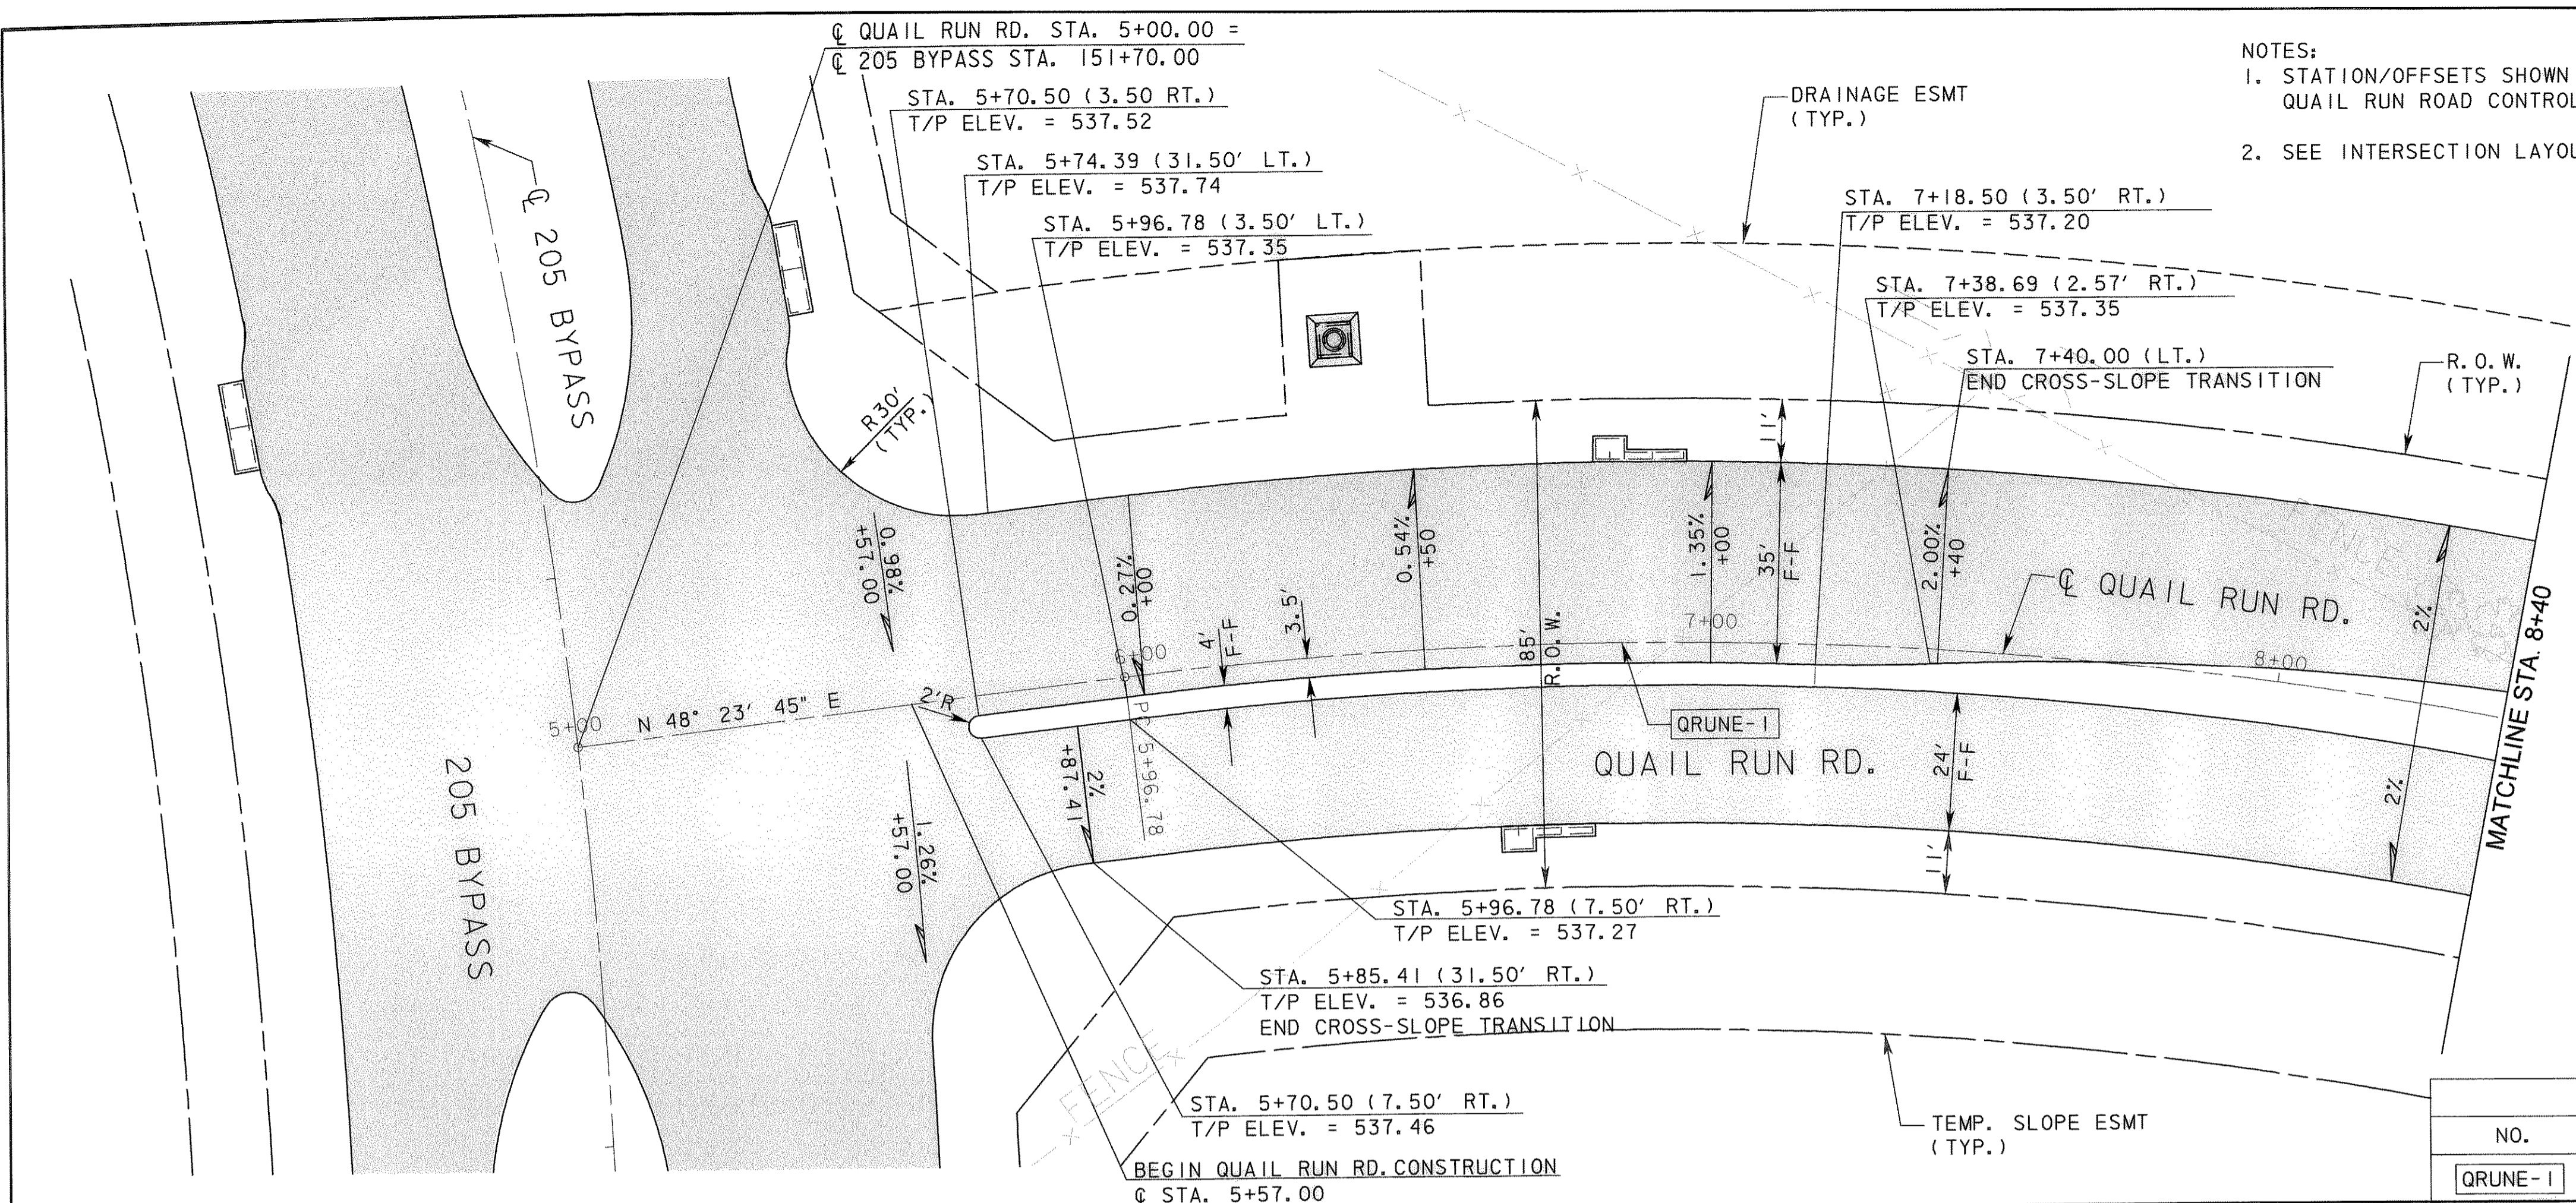 ℄ QUAIL RUN RD. STA. 5+00.00 =
℄ 205 BYPASS STA. 151+70.00
STA. 5+70.50 (3.50 RT.)
T/P ELEV. = 537.52
STA. 5+74.39 (31.50' LT.)
T/P ELEV. = 537.74
STA. 5+96.78 (3.50' LT.)
T/P ELEV. = 537.35
DRAINAGE ESMT
(TYP.)
NOTES:
1. STATION/OFFSETS SHOWN
QUAIL RUN ROAD CONTROL
2. SEE INTERSECTION LAYOU
STA. 7+18.50 (3.50' RT.)
T/P ELEV. = 537.20
STA. 7+38.69 (2.57' RT.)
T/P ELEV. = 537.35
STA. 7+40.00 (LT.)
END CROSS-SLOPE TRANSITION
R.O.W.
(TYP.)
℄ 205 BYPASS
R30'
(TYP.)
11'
0.98%
+57.00
0.27%
+00
0.54%
+50
1.35%
+00
35'
F-F
2.00%
+40
FENCE
℄ QUAIL RUN RD.
2%
MATCHLINE STA. 8+40
3.5'
4'
F-F
85'
R.O.W.
7+00
6+00
8+00
5+00
N 48° 23' 45" E
2'R
PC 5+96.78
QRUNE-1
QUAIL RUN RD.
24'
F-F
2%
2%
+87.41
1.26%
+57.00
205 BYPASS
11'
STA. 5+96.78 (7.50' RT.)
T/P ELEV. = 537.27
STA. 5+85.41 (31.50' RT.)
T/P ELEV. = 536.86
END CROSS-SLOPE TRANSITION
FENCE
STA. 5+70.50 (7.50' RT.)
T/P ELEV. = 537.46
BEGIN QUAIL RUN RD. CONSTRUCTION
℄ STA. 5+57.00
TEMP. SLOPE ESMT
(TYP.)
NO.
QRUNE-1